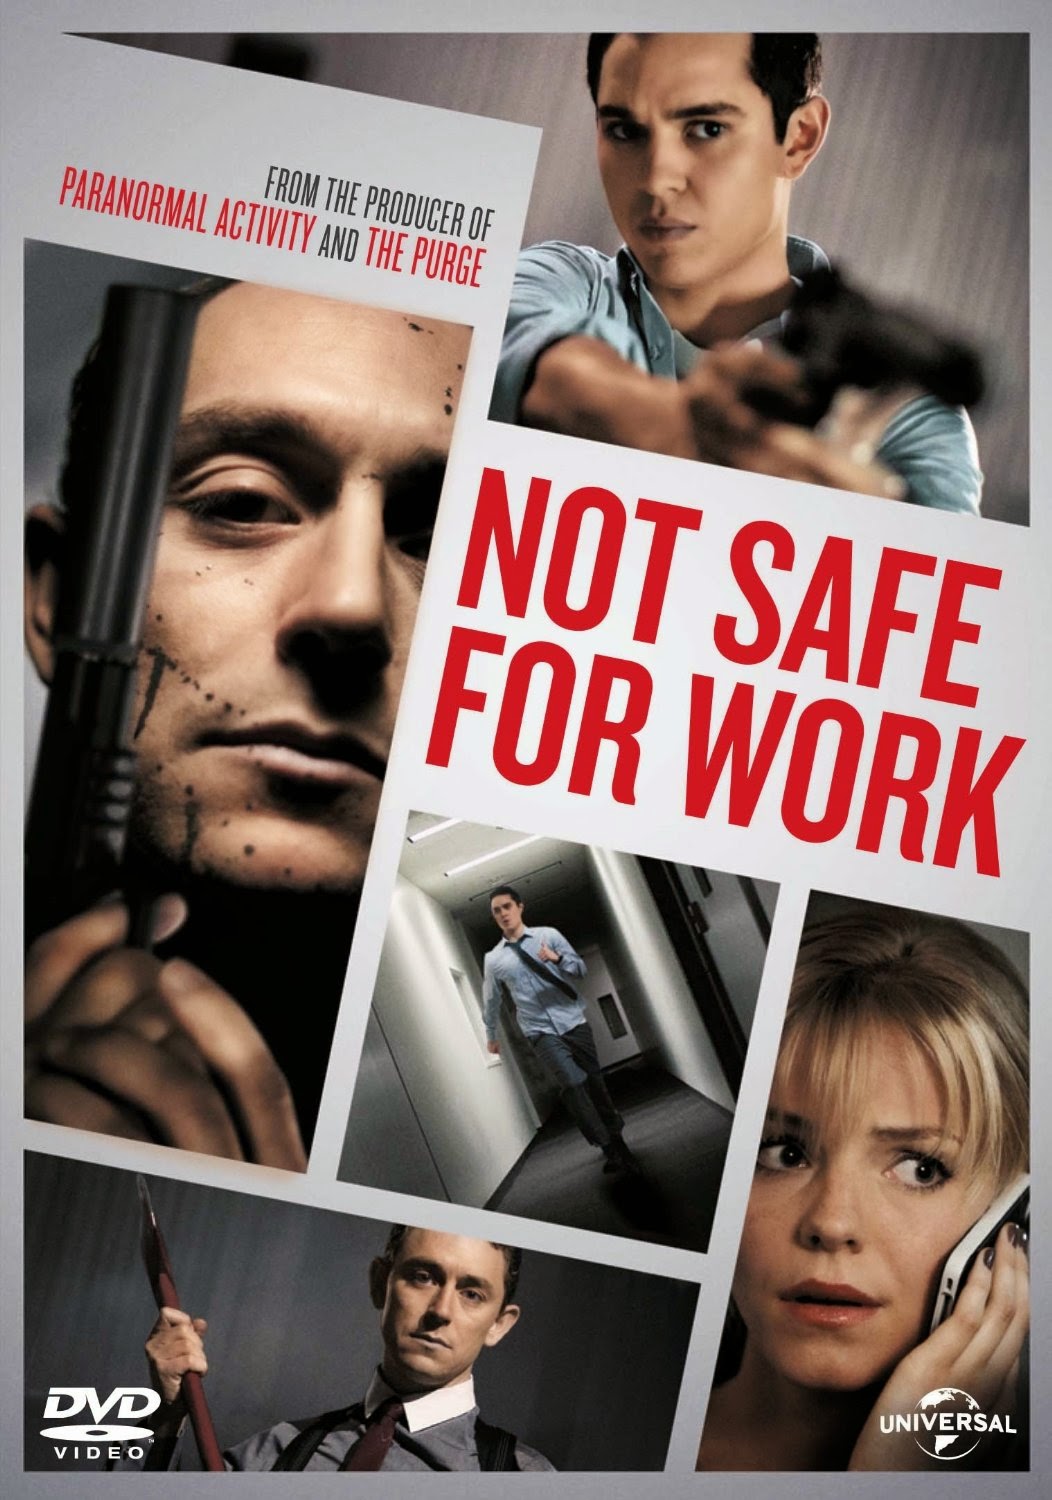 FROM THE PRODUCER OF
PARANORMAL ACTIVITY AND THE PURGE
NOT SAFE
FOR WORK
DVD
VIDEO
UNIVERSAL